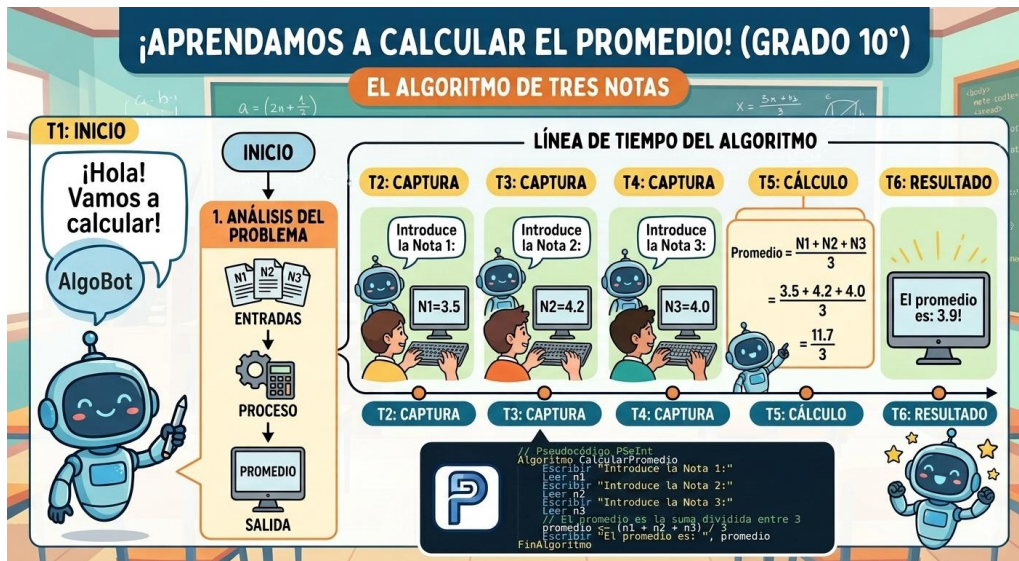 ¡APRENDAMOS A CALCULAR EL PROMEDIO! (GRADO 10°)
EL ALGORITMO DE TRES NOTAS
T1: INICIO
¡Hola!
Vamos a
calcular!
AlgoBot
INICIO
1. ANÁLISIS DEL
PROBLEMA
N1 N2 N3
ENTRADAS
PROCESO
PROMEDIO
SALIDA
LÍNEA DE TIEMPO DEL ALGORITMO
T2: CAPTURA
Introduce
la Nota 1:
N1=3.5
T3: CAPTURA
Introduce
la Nota 2:
N2=4.2
T4: CAPTURA
Introduce
la Nota 3:
N3=4.0
T5: CÁLCULO
Promedio = N1 + N2 + N3
3
= 3.5 + 4.2 + 4.0
3
= 11.7
3
T6: RESULTADO
El promedio
es: 3.9!
T2: CAPTURA
T3: CAPTURA
T4: CAPTURA
T5: CÁLCULO
T6: RESULTADO
// Pseudocódigo PSeInt
Algoritmo CalcularPromedio
Escribir "Introduce la Nota 1:"
Leer n1
Escribir "Introduce la Nota 2:"
Leer n2
Escribir "Introduce la Nota 3:"
Leer n3
// El promedio es la suma dividida entre 3
promedio <- (n1 + n2 + n3) / 3
Escribir "El promedio es: ", promedio
FinAlgoritmo